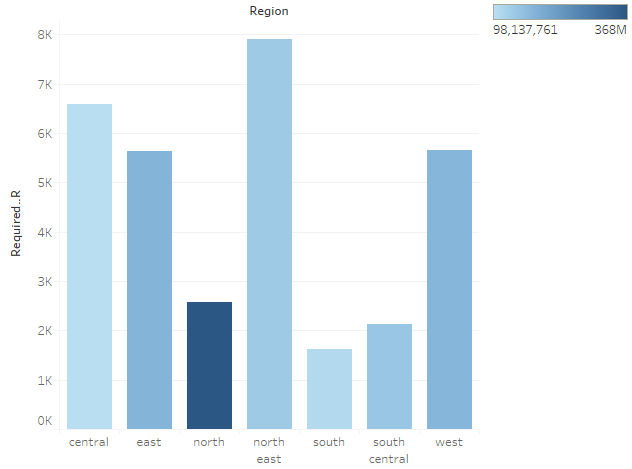 Region
98,137,761
368M
8K
7K
6K
5K
4K
3K
2K
1K
0K
Required..R
central
east
north
north
east
south
south
central
west